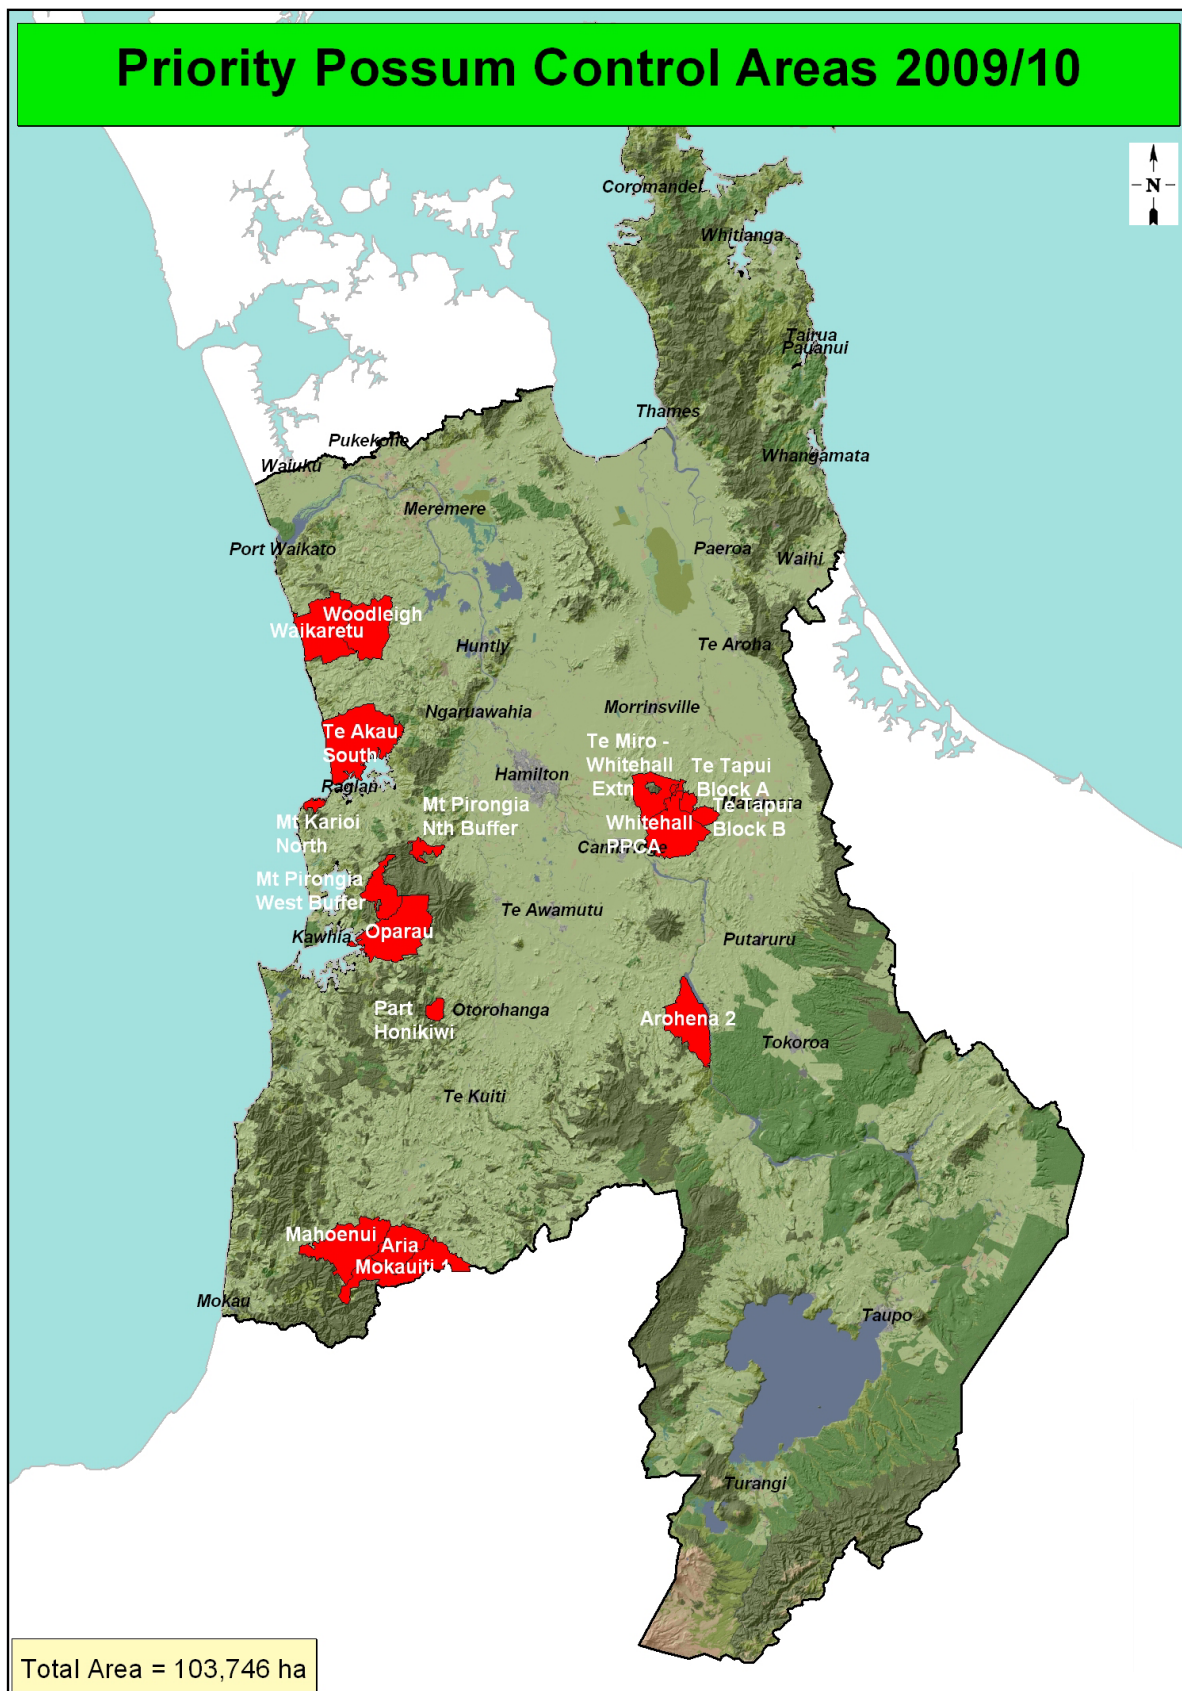 Priority Possum Control Areas 2009/10
N
Coromandel
Whitianga
Tairua
Pauanui
Thames
Pukekohe
Waiuku
Whangamata
Meremere
Port Waikato
Paeroa
Waihi
Woodleigh
Waikaretu
Huntly
Te Aroha
Ngaruawahia
Morrinsville
Te Akau
South
Te Miro -
Whitehall
Extn
Hamilton
Te Tapui
Block A
Raglan
Matamata
Te Tapui
Block B
Mt Karioi
North
Mt Pirongia
Nth Buffer
Whitehall
PPCA
Cambridge
Mt Pirongia
West Buffer
Te Awamutu
Oparau
Kawhia
Putaruru
Part
Honikiwi
Otorohanga
Arohena 2
Tokoroa
Te Kuiti
Mahoenui
Aria
Mokauiti 1
Mokau
Taupo
Turangi
Total Area = 103,746 ha